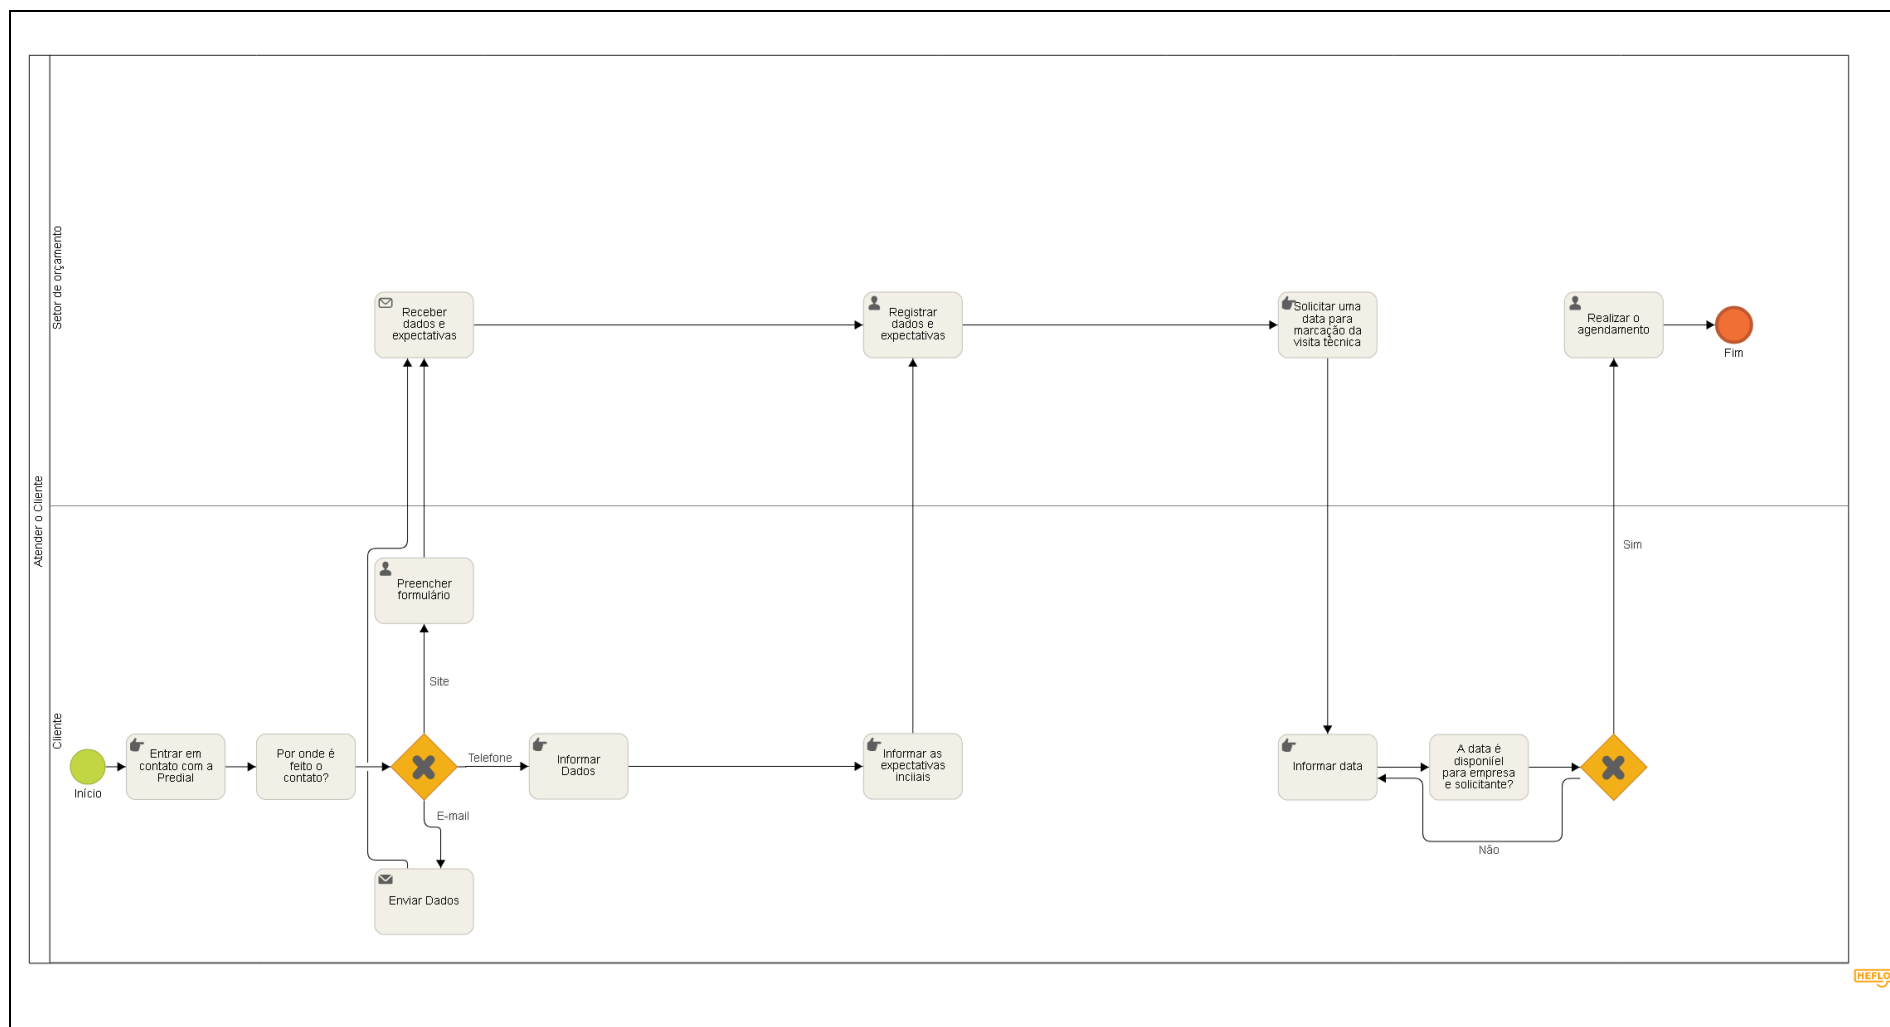 Atender o Cliente
Setor de orçamento
Receber
dados e
expectativas
Registrar
dados e
expectativas
Solicitar uma
data para
marcação da
visita técnica
Realizar o
agendamento
Fim
Cliente
Início
Entrar em
contato com a
Predial
Por onde é
feito o
contato?
Site
Preencher
formulário
Telefone
Informar
Dados
E-mail
Enviar Dados
Informar as
expectativas
inciiais
Informar data
A data é
disponiíel
para empresa
e solicitante?
Sim
Não
HEFLO